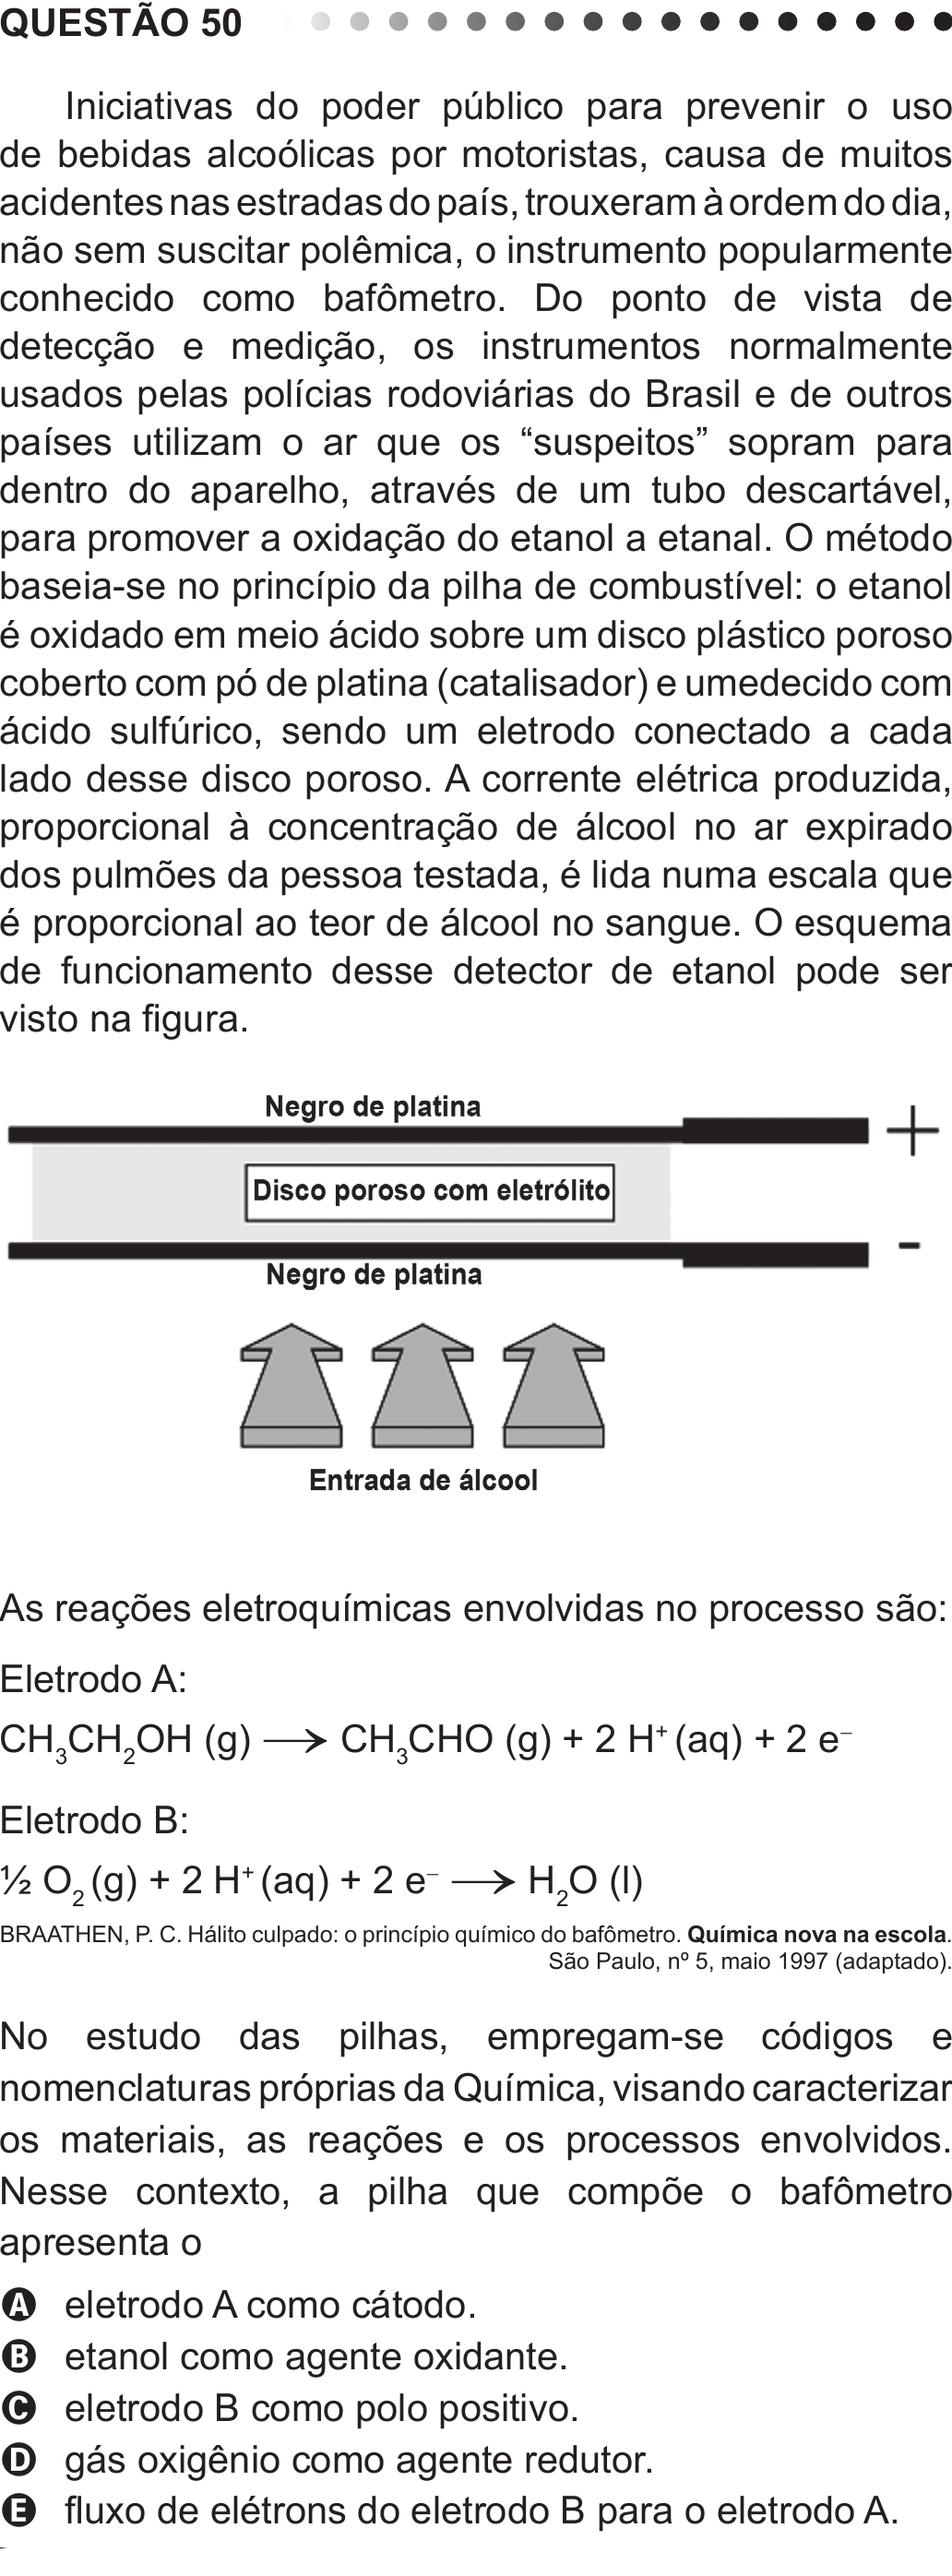 QUESTÃO 50
Iniciativas do poder público para prevenir o uso
de bebidas alcoólicas por motoristas, causa de muitos
acidentes nas estradas do país, trouxeram à ordem do dia,
não sem suscitar polêmica, o instrumento popularmente
conhecido como bafômetro. Do ponto de vista de
detecção e medição, os instrumentos normalmente
usados pelas polícias rodoviárias do Brasil e de outros
países utilizam o ar que os “suspeitos” sopram para
dentro do aparelho, através de um tubo descartável,
para promover a oxidação do etanol a etanal. O método
baseia-se no princípio da pilha de combustível: o etanol
é oxidado em meio ácido sobre um disco plástico poroso
coberto com pó de platina (catalisador) e umedecido com
ácido sulfúrico, sendo um eletrodo conectado a cada
lado desse disco poroso. A corrente elétrica produzida,
proporcional à concentração de álcool no ar expirado
dos pulmões da pessoa testada, é lida numa escala que
é proporcional ao teor de álcool no sangue. O esquema
de funcionamento desse detector de etanol pode ser
visto na figura.
Negro de platina
+
Disco poroso com eletrólito
-
Negro de platina
Entrada de álcool
As reações eletroquímicas envolvidas no processo são:
Eletrodo A:
CH₃CH₂OH (g) ⟶ CH₃CHO (g) + 2 H⁺ (aq) + 2 e⁻
Eletrodo B:
½ O₂ (g) + 2 H⁺ (aq) + 2 e⁻ ⟶ H₂O (l)
BRAATHEN, P. C. Hálito culpado: o princípio químico do bafômetro. Química nova na escola.
São Paulo, nº 5, maio 1997 (adaptado).
No estudo das pilhas, empregam-se códigos e
nomenclaturas próprias da Química, visando caracterizar
os materiais, as reações e os processos envolvidos.
Nesse contexto, a pilha que compõe o bafômetro
apresenta o
A eletrodo A como cátodo.
B etanol como agente oxidante.
C eletrodo B como polo positivo.
D gás oxigênio como agente redutor.
E fluxo de elétrons do eletrodo B para o eletrodo A.